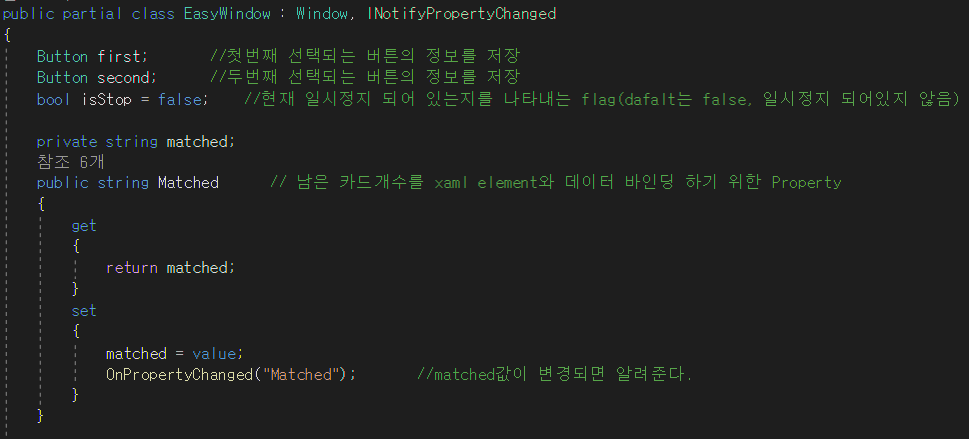 public partial class EasyWindow : Window, INotifyPropertyChanged
{
Button first; //첫번째 선택되는 버튼의 정보를 저장
Button second; //두번째 선택되는 버튼의 정보를 저장
bool isStop = false; //현재 일시정지 되어 있는지를 나타내는 flag(dafalt는 false, 일시정지 되어있지 않음)
private string matched;
참조 6개
public string Matched // 남은 카드개수를 xaml element와 데이터 바인딩 하기 위한 Property
{
get
{
return matched;
}
set
{
matched = value;
OnPropertyChanged("Matched"); //matched값이 변경되면 알려준다.
}
}